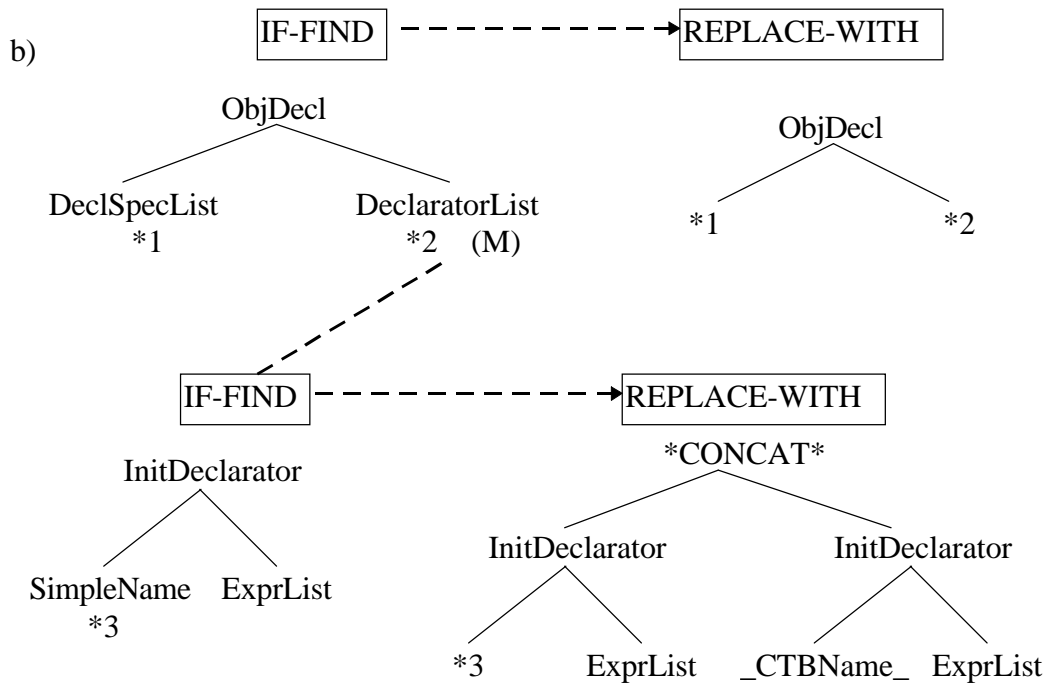 IF-FIND REPLACE-WITH
b)
ObjDecl ObjDecl
DeclSpecList DeclaratorList *1 *2
*1 *2 (M)
IF-FIND REPLACE-WITH
*CONCAT*
InitDeclarator
InitDeclarator InitDeclarator
SimpleName ExprList
*3
*3 ExprList _CTBName_ ExprList